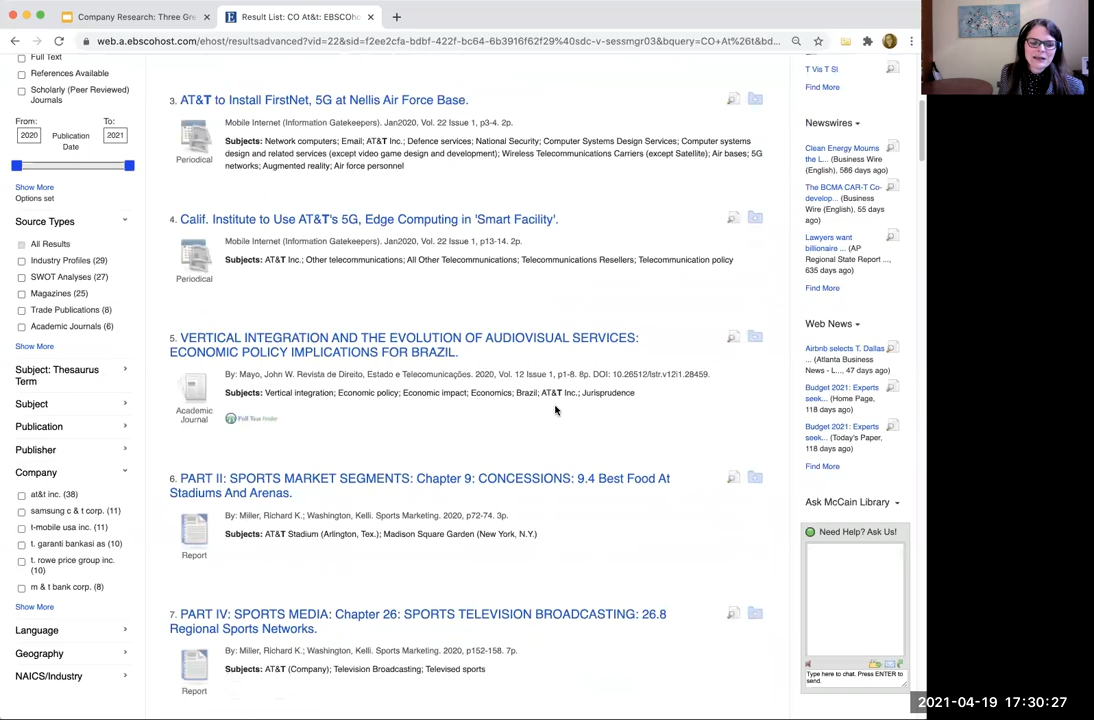 Company Research: Three Gre
Result List: CO At&t: EBSCOho
web.a.ebscohost.com/ehost/resultsadvanced?vid=22&sid=f2ee2cfa-bdbf-422f-bc64-6b3916f62f29%40sdc-v-sessmgr03&bquery=CO+At%26t&bd...
Full Text
References Available
Scholarly (Peer Reviewed)
Journals
From:
To:
2020
Publication
Date
2021
Show More
Options set
Source Types
All Results
Industry Profiles (29)
SWOT Analyses (27)
Magazines (25)
Trade Publications (8)
Academic Journals (6)
Show More
Subject: Thesaurus
Term
Subject
Publication
Publisher
Company
at&t inc. (38)
samsung c & t corp. (11)
t-mobile usa inc. (11)
t. garanti bankasi as (10)
t. rowe price group inc.
(10)
m & t bank corp. (8)
Show More
Language
Geography
NAICS/Industry
3. AT&T to Install FirstNet, 5G at Nellis Air Force Base.
Mobile Internet (Information Gatekeepers). Jan2020, Vol. 22 Issue 1, p3-4. 2p.
Periodical
Subjects: Network computers; Email; AT&T Inc.; Defence services; National Security; Computer Systems Design Services; Computer systems
design and related services (except video game design and development); Wireless Telecommunications Carriers (except Satellite); Air bases; 5G
networks; Augmented reality; Air force personnel
4. Calif. Institute to Use AT&T's 5G, Edge Computing in 'Smart Facility'.
Mobile Internet (Information Gatekeepers). Jan2020, Vol. 22 Issue 1, p13-14. 2p.
Periodical
Subjects: AT&T Inc.; Other telecommunications; All Other Telecommunications; Telecommunications Resellers; Telecommunication policy
5. VERTICAL INTEGRATION AND THE EVOLUTION OF AUDIOVISUAL SERVICES:
ECONOMIC POLICY IMPLICATIONS FOR BRAZIL.
By: Mayo, John W. Revista de Direito, Estado e Telecomunicações. 2020, Vol. 12 Issue 1, p1-8. 8p. DOI: 10.26512/lstr.v12i1.28459.
Academic
Journal
Subjects: Vertical integration; Economic policy; Economic impact; Economics; Brazil; AT&T Inc.; Jurisprudence
Full Text Finder
6. PART II: SPORTS MARKET SEGMENTS: Chapter 9: CONCESSIONS: 9.4 Best Food At
Stadiums And Arenas.
By: Miller, Richard K.; Washington, Kelli. Sports Marketing. 2020, p72-74. 3p.
Report
Subjects: AT&T Stadium (Arlington, Tex.); Madison Square Garden (New York, N.Y.)
7. PART IV: SPORTS MEDIA: Chapter 26: SPORTS TELEVISION BROADCASTING: 26.8
Regional Sports Networks.
By: Miller, Richard K.; Washington, Kelli. Sports Marketing. 2020, p152-158. 7p.
Report
Subjects: AT&T (Company); Television Broadcasting; Televised sports
T Vis T SI
Find More
Newswires
Clean Energy Mourns
the L... (Business Wire
(English), 586 days ago)
The BCMA CAR-T Co-
develop... (Business
Wire (English), 55 days
ago)
Lawyers want
billionaire ... (AP
Regional State Report ...,
635 days ago)
Find More
Web News
Airbnb selects T. Dallas
... (Atlanta Business
News - L..., 47 days ago)
Budget 2021: Experts
seek... (Home Page,
118 days ago)
Budget 2021: Experts
seek... (Today's Paper,
118 days ago)
Find More
Ask McCain Library
Need Help? Ask Us!
Type here to chat. Press ENTER to
send.
2021-04-19 17:30:27